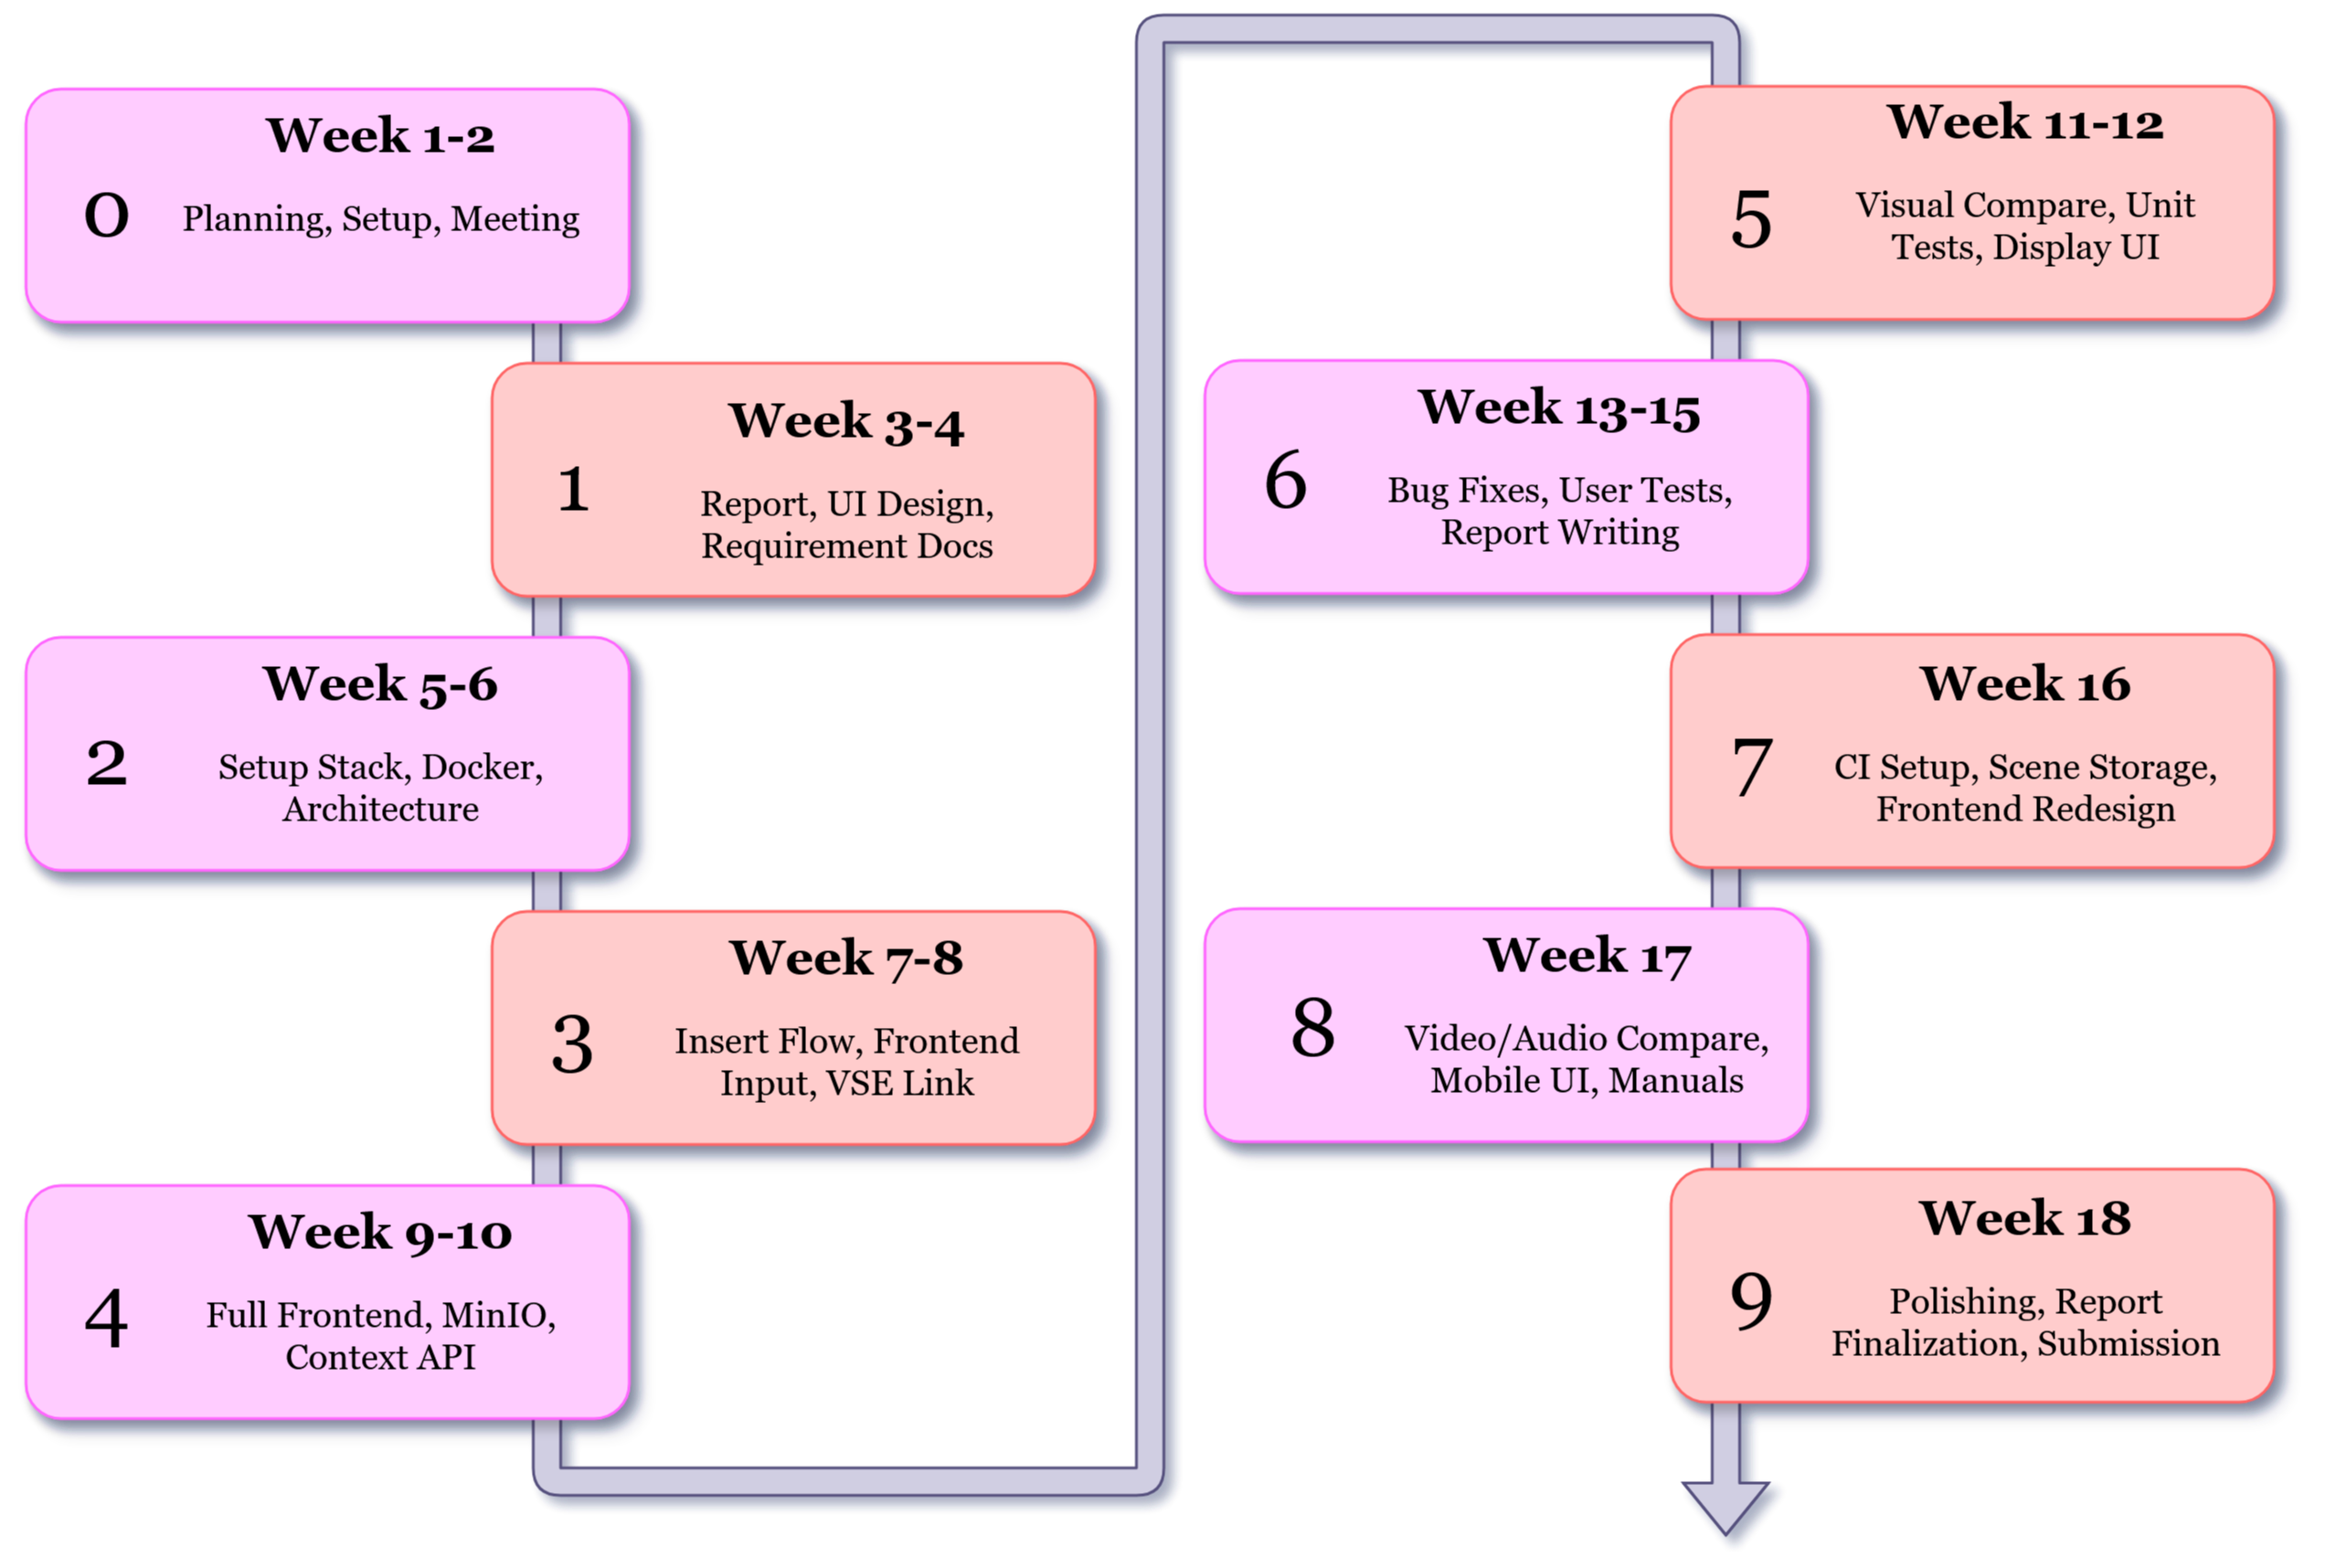 Week 1-2
0
Planning, Setup, Meeting
Week 3-4
1
Report, UI Design,
Requirement Docs
Week 5-6
2
Setup Stack, Docker,
Architecture
Week 7-8
3
Insert Flow, Frontend
Input, VSE Link
Week 9-10
4
Full Frontend, MinIO,
Context API
Week 11-12
5
Visual Compare, Unit
Tests, Display UI
Week 13-15
6
Bug Fixes, User Tests,
Report Writing
Week 16
7
CI Setup, Scene Storage,
Frontend Redesign
Week 17
8
Video/Audio Compare,
Mobile UI, Manuals
Week 18
9
Polishing, Report
Finalization, Submission